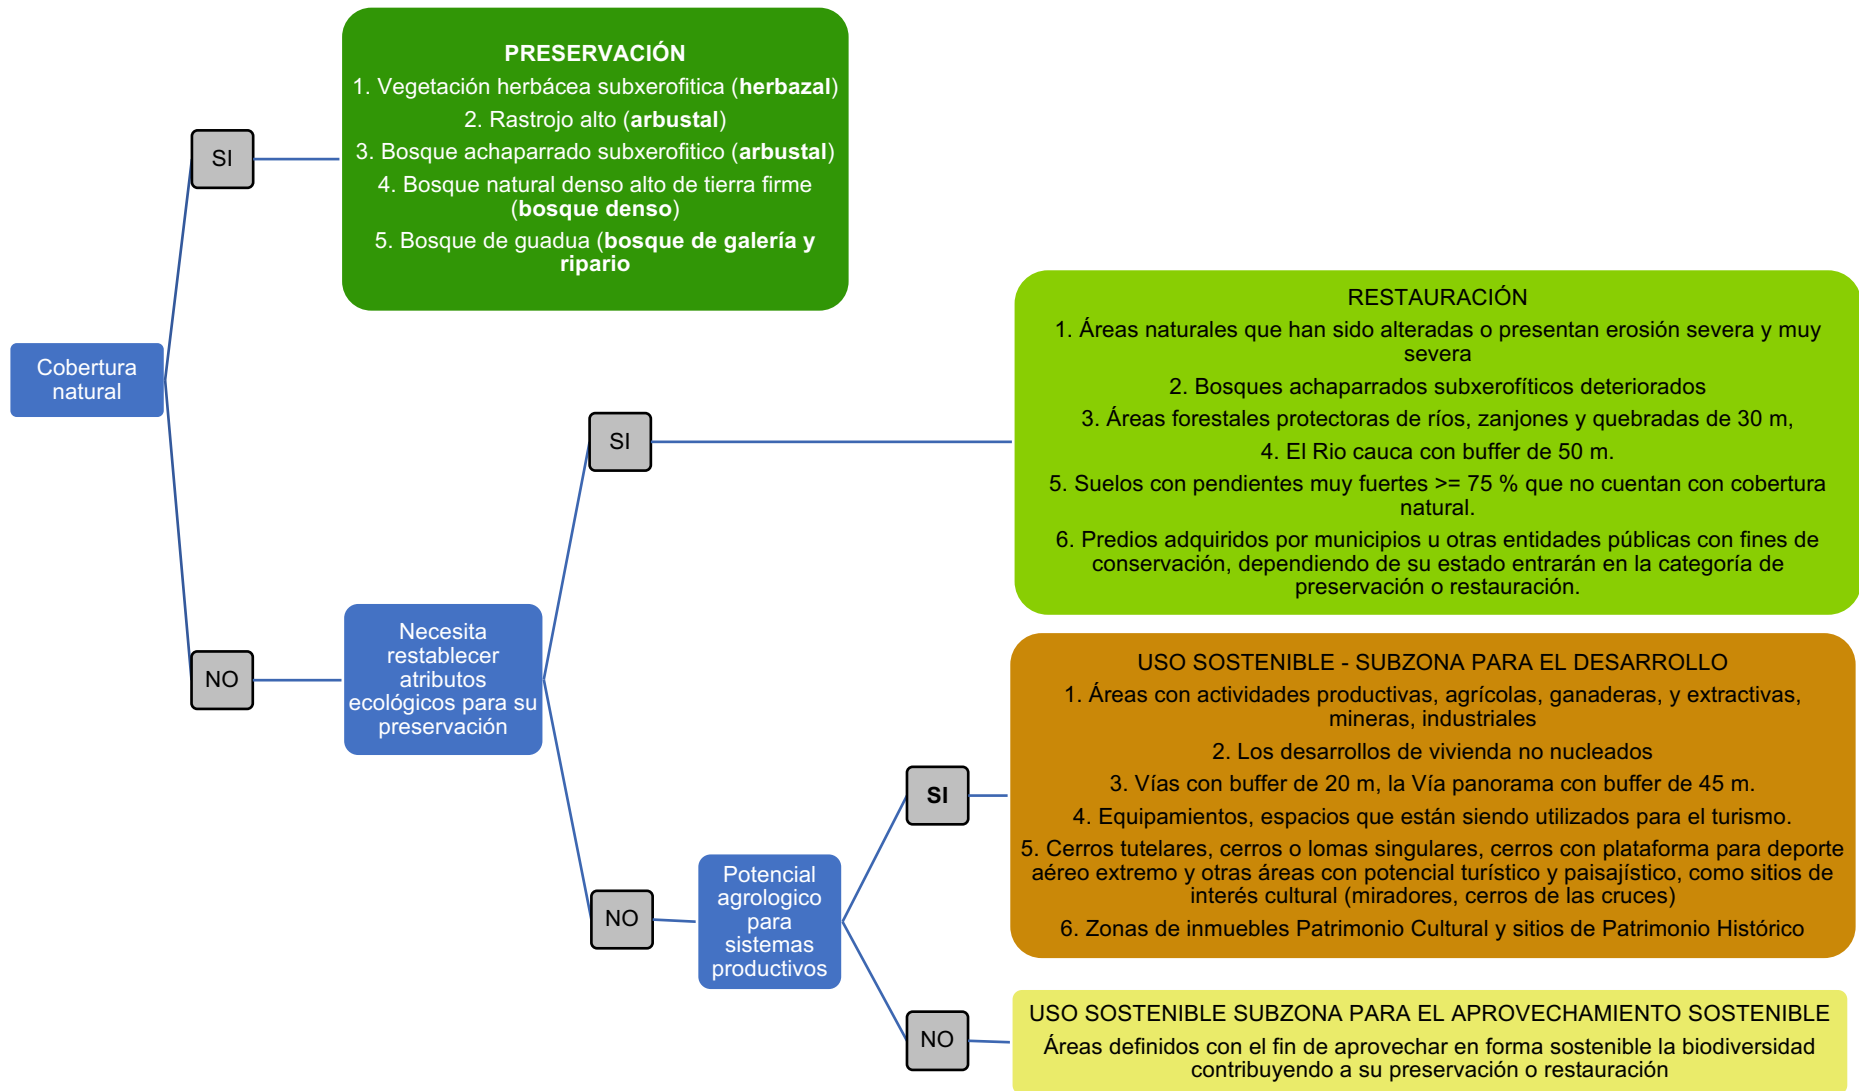 PRESERVACIÓN
1. Vegetación herbácea subxerofitica (herbazal)
2. Rastrojo alto (arbustal)
3. Bosque achaparrado subxerofitico (arbustal)
4. Bosque natural denso alto de tierra firme
(bosque denso)
5. Bosque de guadua (bosque de galería y
ripario
SI
Cobertura
natural
NO
Necesita
restablecer
atributos
ecológicos para su
preservación
SI
RESTAURACIÓN
1. Áreas naturales que han sido alteradas o presentan erosión severa y muy
severa
2. Bosques achaparrados subxerofíticos deteriorados
3. Áreas forestales protectoras de ríos, zanjones y quebradas de 30 m,
4. El Rio cauca con buffer de 50 m.
5. Suelos con pendientes muy fuertes >= 75 % que no cuentan con cobertura
natural.
6. Predios adquiridos por municipios u otras entidades públicas con fines de
conservación, dependiendo de su estado entrarán en la categoría de
preservación o restauración.
NO
Potencial
agrologico
para
sistemas
productivos
SI
USO SOSTENIBLE - SUBZONA PARA EL DESARROLLO
1. Áreas con actividades productivas, agrícolas, ganaderas, y extractivas,
mineras, industriales
2. Los desarrollos de vivienda no nucleados
3. Vías con buffer de 20 m, la Vía panorama con buffer de 45 m.
4. Equipamientos, espacios que están siendo utilizados para el turismo.
5. Cerros tutelares, cerros o lomas singulares, cerros con plataforma para deporte
aéreo extremo y otras áreas con potencial turístico y paisajístico, como sitios de
interés cultural (miradores, cerros de las cruces)
6. Zonas de inmuebles Patrimonio Cultural y sitios de Patrimonio Histórico
NO
USO SOSTENIBLE SUBZONA PARA EL APROVECHAMIENTO SOSTENIBLE
Áreas definidos con el fin de aprovechar en forma sostenible la biodiversidad
contribuyendo a su preservación o restauración